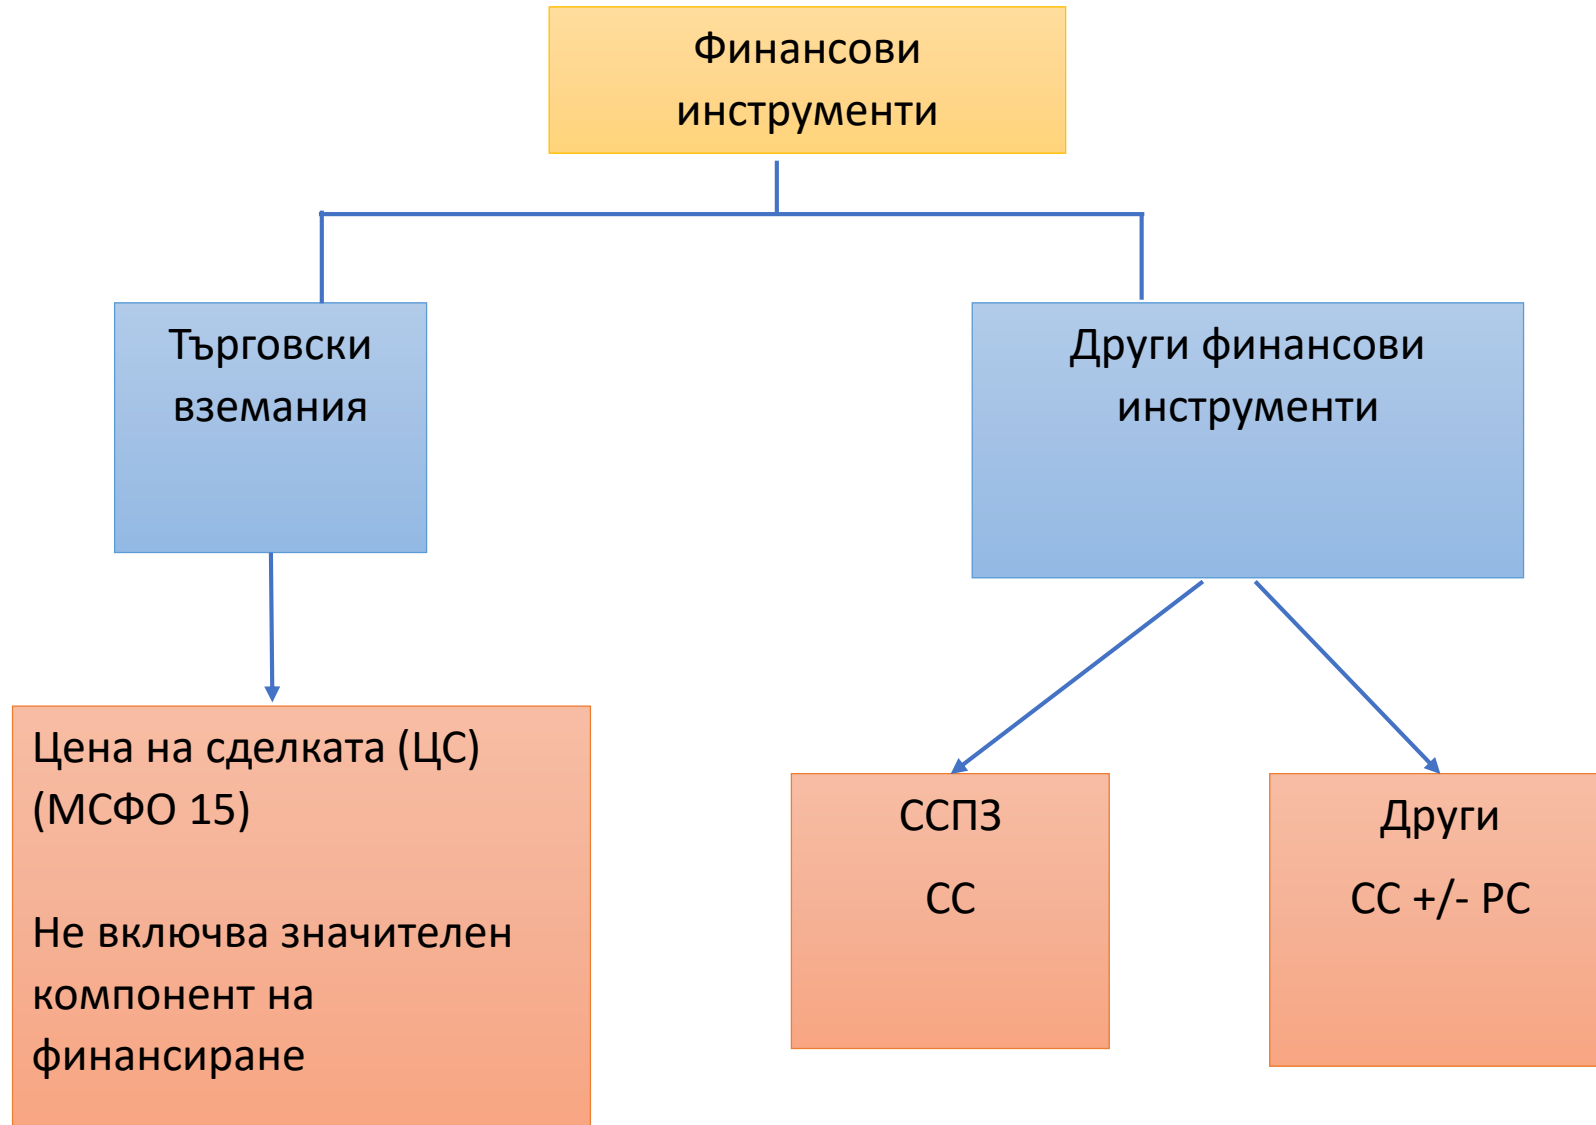 Финансови
инструменти
Търговски
вземания
Други финансови
инструменти
Цена на сделката (ЦС)
(МСФО 15)
Не включва значителен
компонент на
финансиране
ССПЗ
СС
Други
СС +/- РС